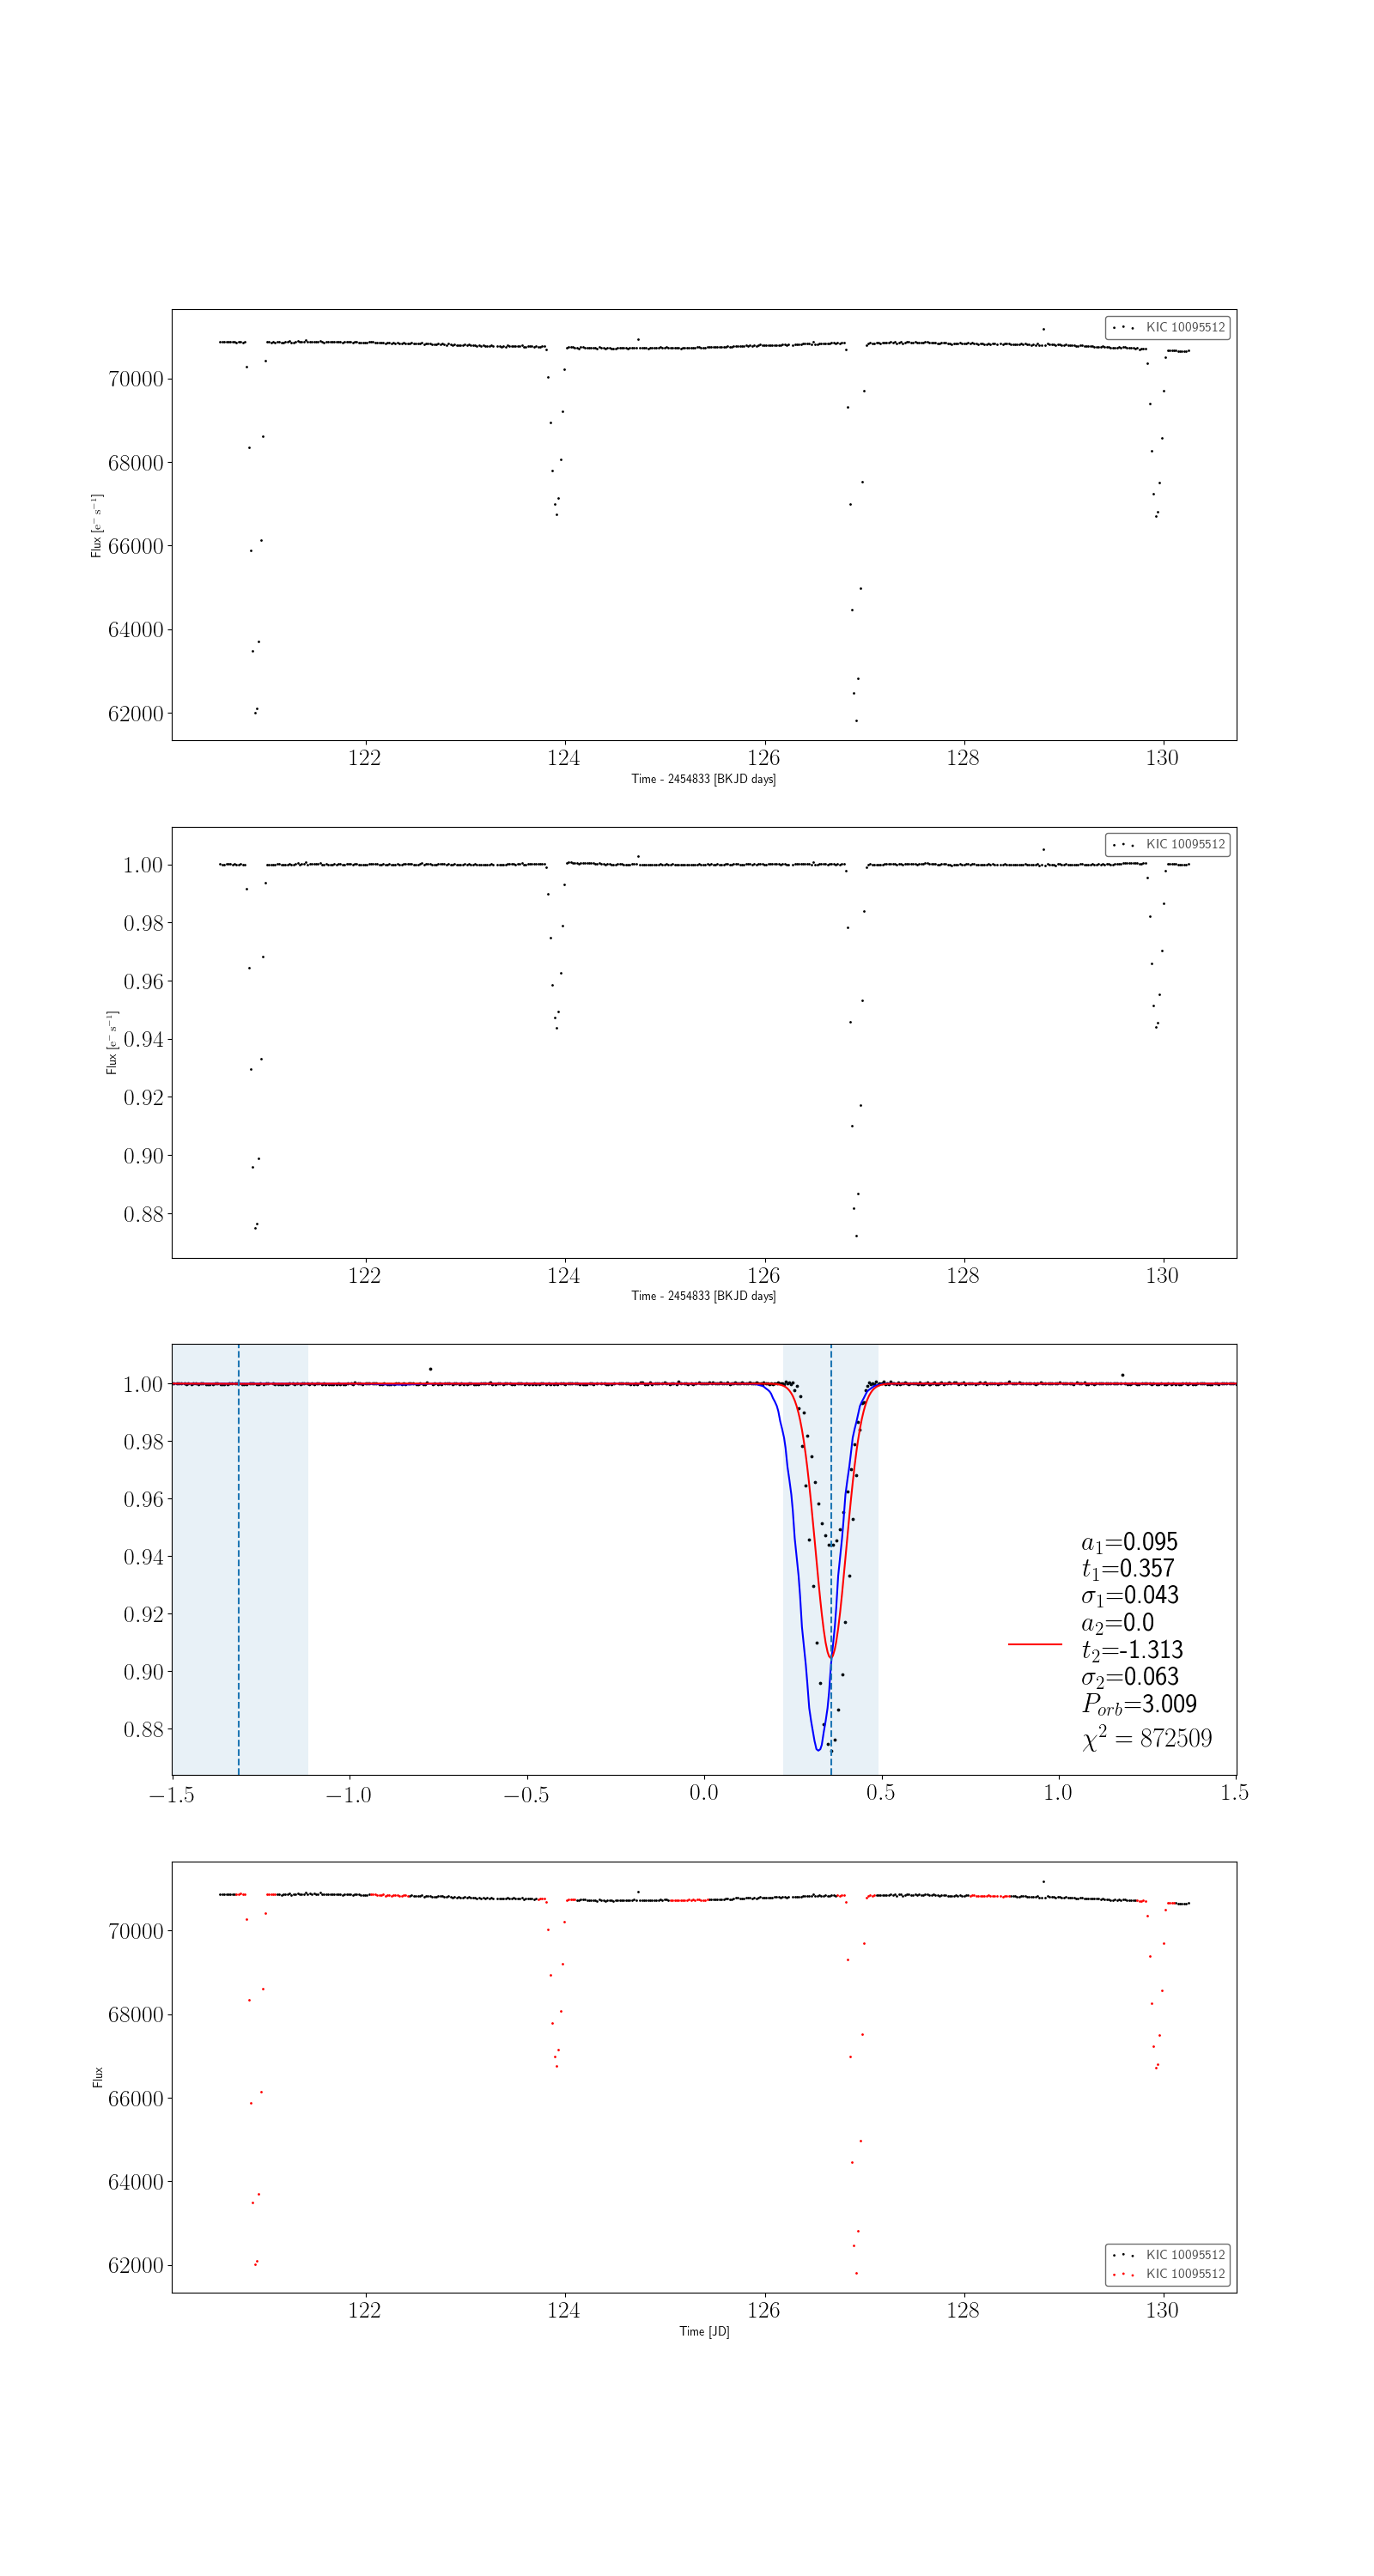 KIC 10095512
70000
68000
66000
64000
62000
Flux [e⁻ s⁻¹]
122 124 126 128 130
Time - 2454833 [BKJD days]
KIC 10095512
1.00
0.98
0.96
0.94
0.92
0.90
0.88
Flux [e⁻ s⁻¹]
122 124 126 128 130
Time - 2454833 [BKJD days]
1.00
0.98
0.96
0.94
0.92
0.90
0.88
a₁=0.095
t₁=0.357
σ₁=0.043
a₂=0.0
t₂=-1.313
σ₂=0.063
P_orb=3.009
χ² = 872509
−1.5 −1.0 −0.5 0.0 0.5 1.0 1.5
70000
68000
66000
64000
62000
Flux
KIC 10095512
KIC 10095512
122 124 126 128 130
Time [JD]